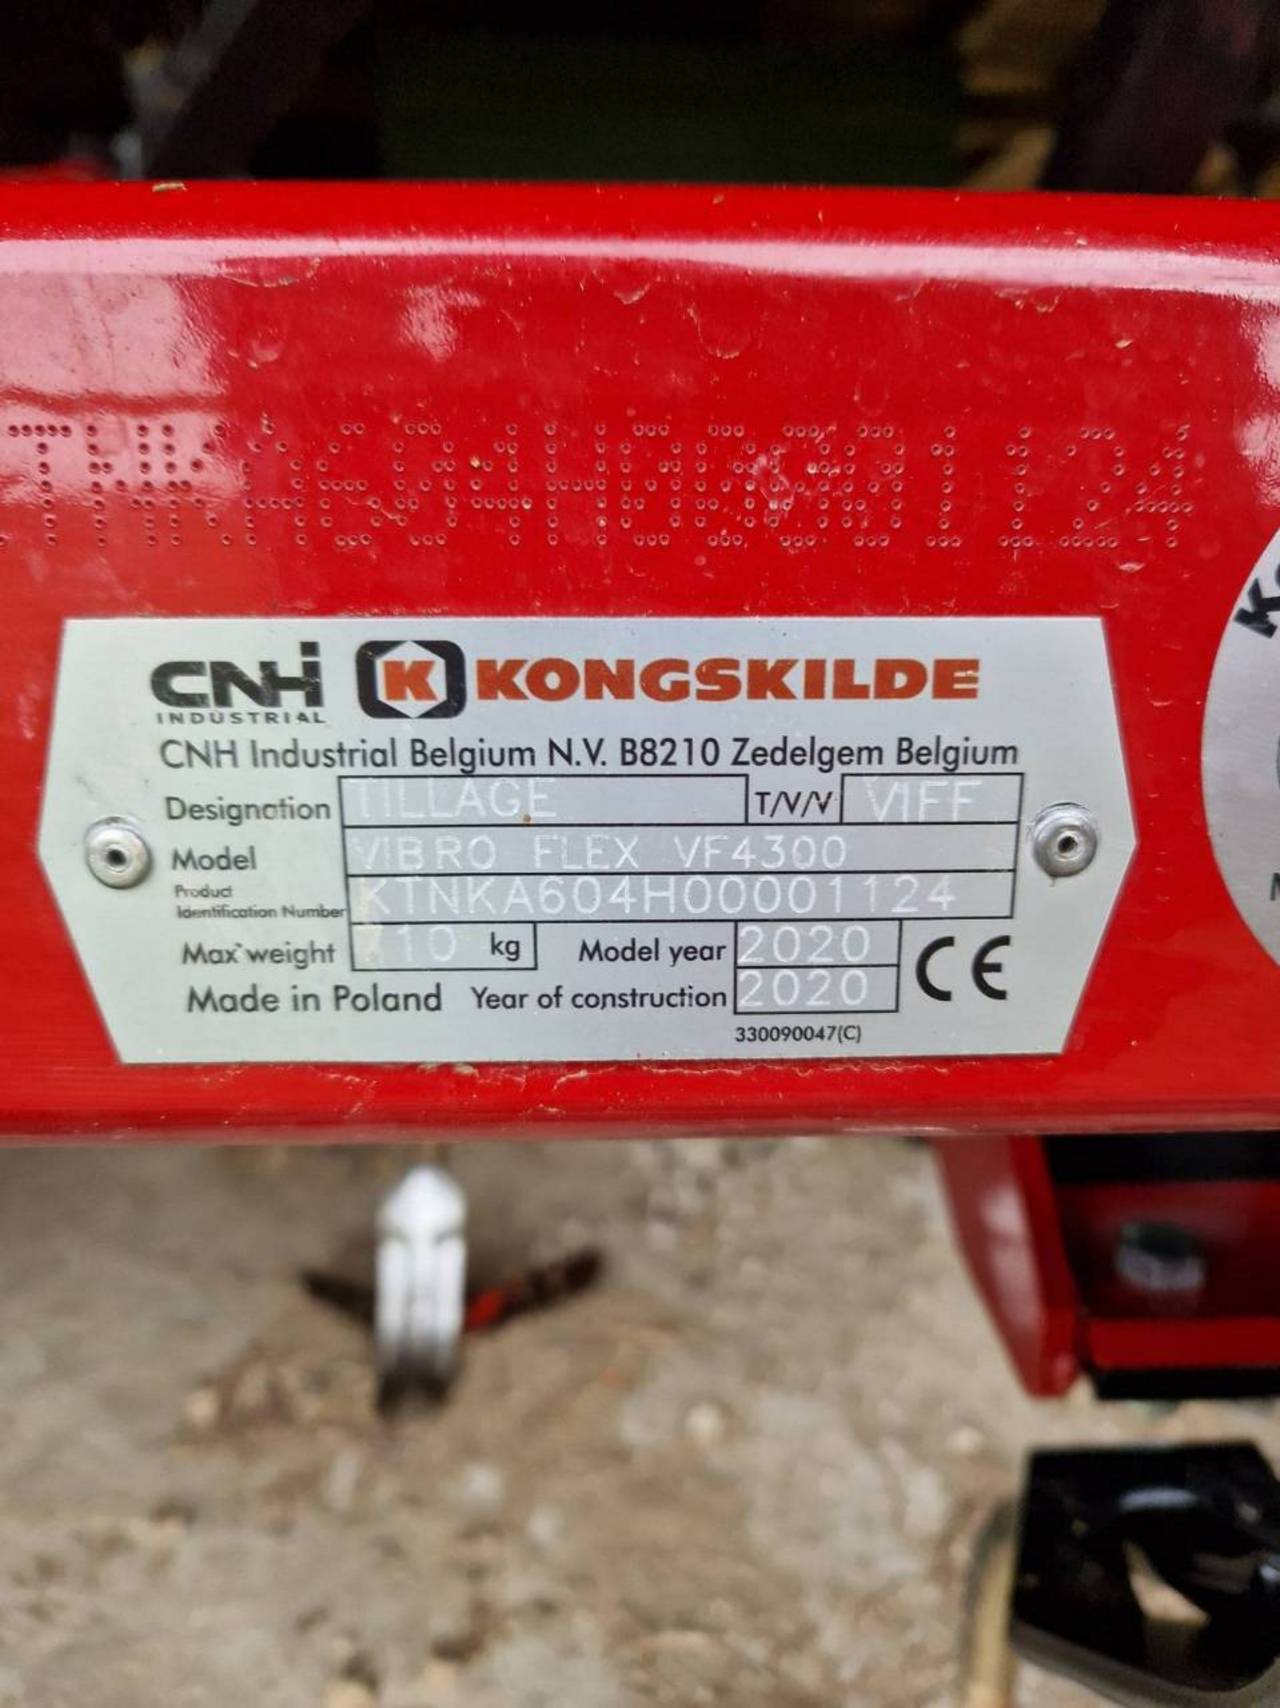 TNKA604H00001124
CNH INDUSTRIAL K KONGSKILDE
CNH Industrial Belgium N.V. B8210 Zedelgem Belgium
Designation TILLAGE T/V/V VIFF
Model VIBRO FLEX VF4300
Product Identification Number KTNKA604H00001124
Max weight kg Model year 2020
Made in Poland Year of construction 2020
CE
330090047(C)